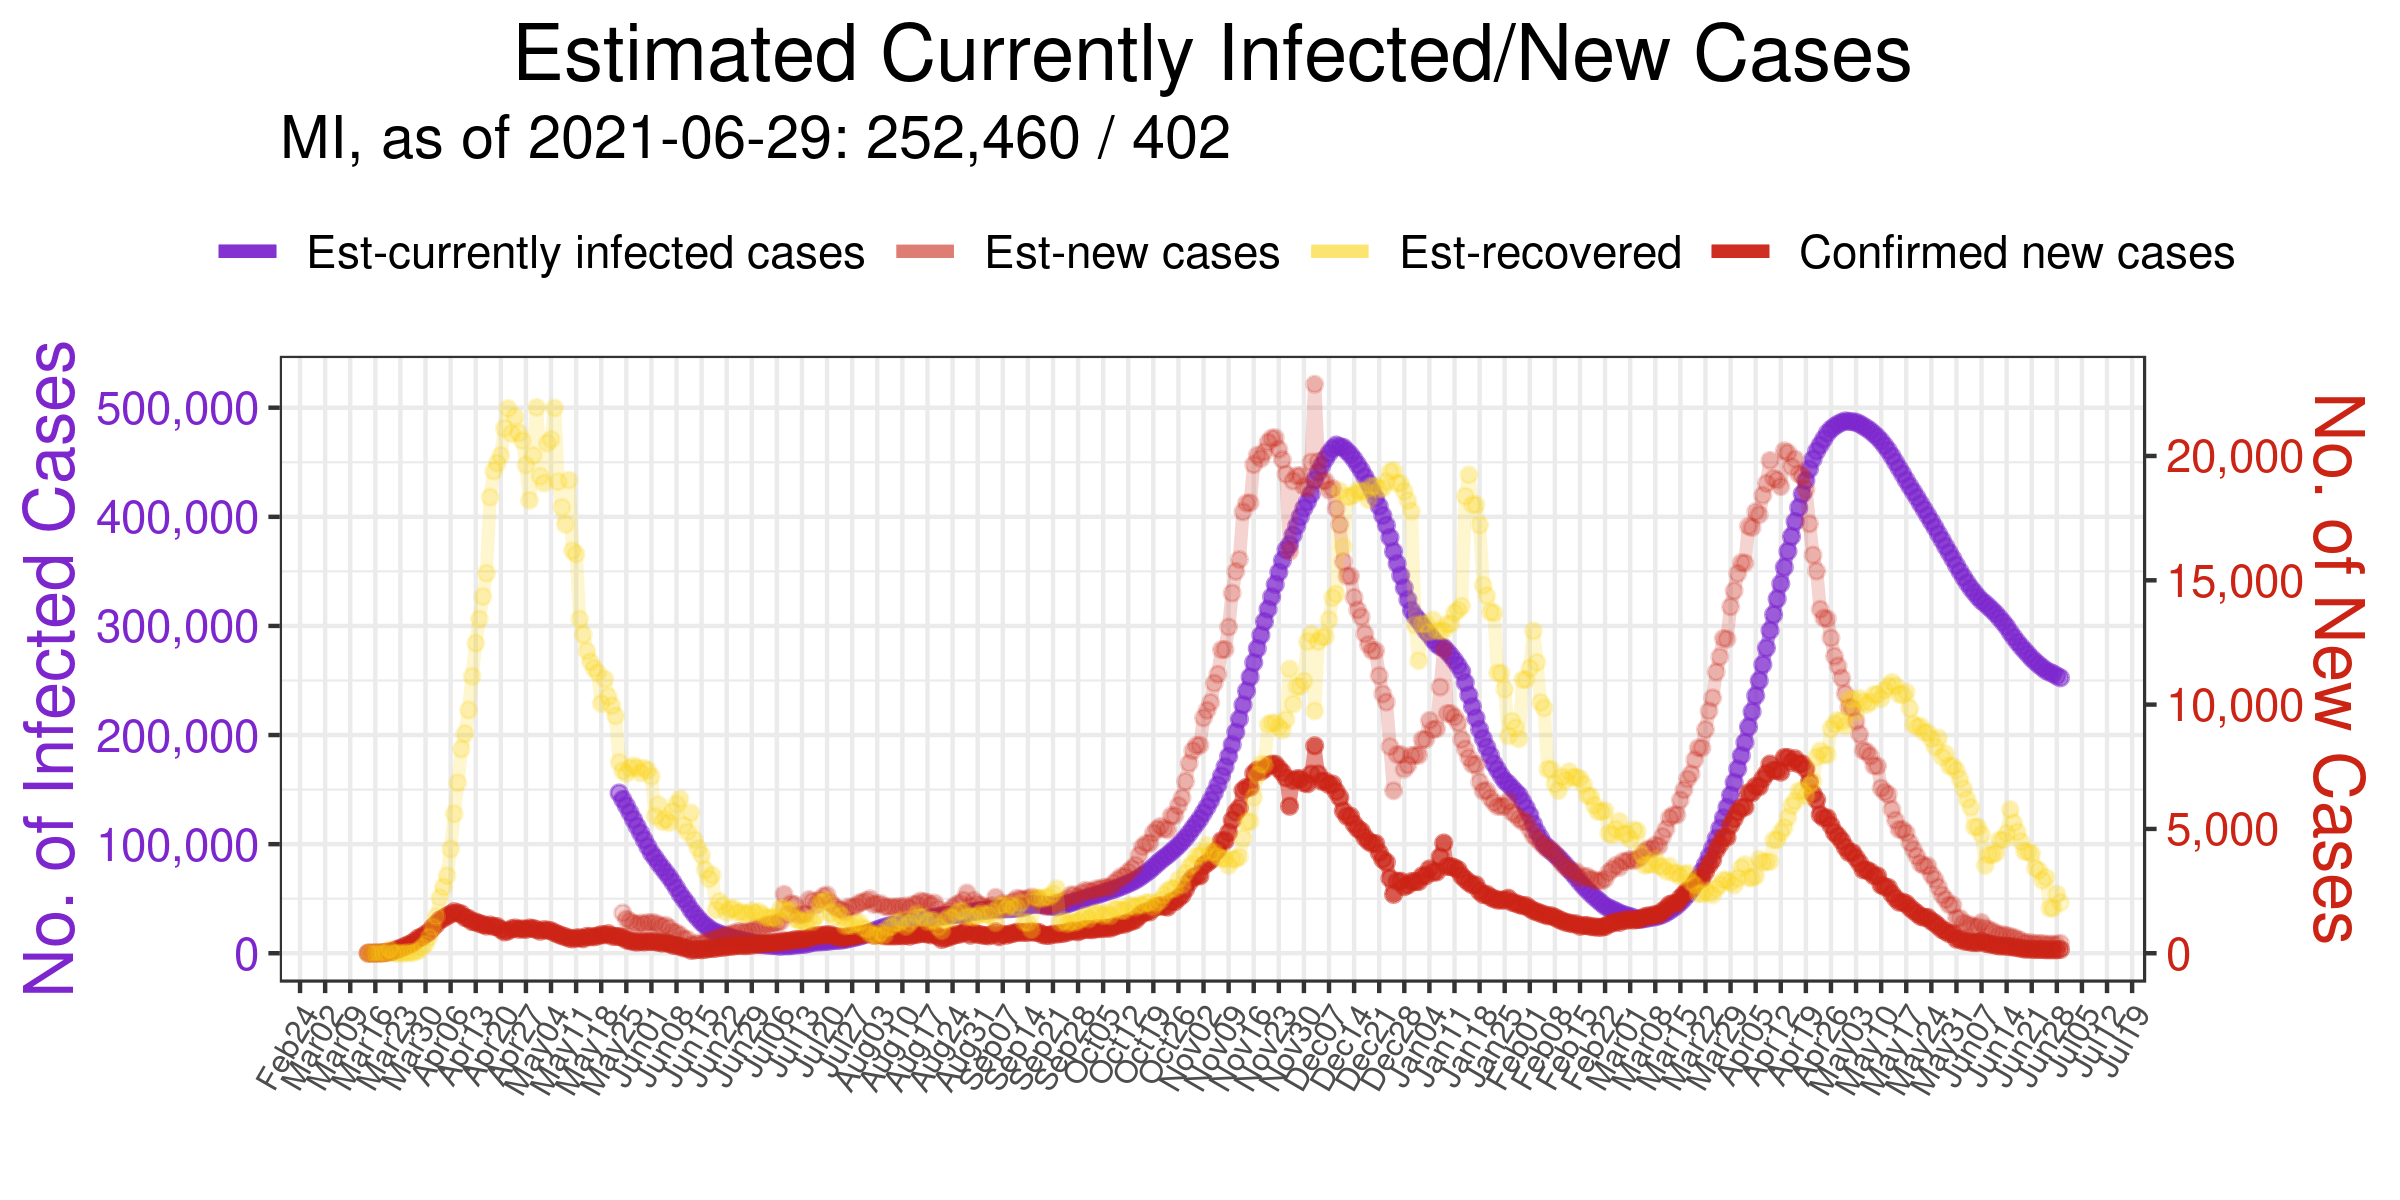 Estimated Currently Infected/New Cases
MI, as of 2021-06-29: 252,460 / 402
Est-currently infected cases Est-new cases Est-recovered Confirmed new cases
No. of Infected Cases
500,000
400,000
300,000
200,000
100,000
0
20,000
15,000
10,000
5,000
0
No. of New Cases
Feb24 Mar02 Mar09 Mar16 Mar23 Mar30 Apr06 Apr13 Apr20 Apr27 May04 May11 May18 May25 Jun01 Jun08 Jun15 Jun22 Jun29 Jul06 Jul13 Jul20 Jul27 Aug03 Aug10 Aug17 Aug24 Aug31 Sep07 Sep14 Sep21 Sep28 Oct05 Oct12 Oct19 Oct26 Nov02 Nov09 Nov16 Nov23 Nov30 Dec07 Dec14 Dec21 Dec28 Jan04 Jan11 Jan18 Jan25 Feb01 Feb08 Feb15 Feb22 Mar01 Mar08 Mar15 Mar22 Mar29 Apr05 Apr12 Apr19 Apr26 May03 May10 May17 May24 May31 Jun07 Jun14 Jun21 Jun28 Jul05 Jul12 Jul19